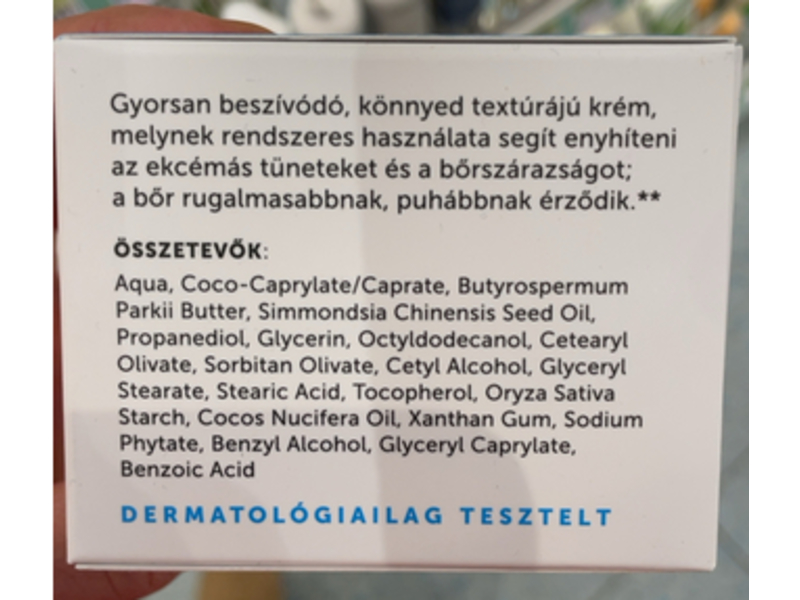 Gyorsan beszívódó, könnyed textúrájú krém,
melynek rendszeres használata segít enyhíteni
az ekcémás tüneteket és a bőrszárazságot;
a bőr rugalmasabbnak, puhábbnak érződik.**
ÖSSZETEVŐK:
Aqua, Coco-Caprylate/Caprate, Butyrospermum
Parkii Butter, Simmondsia Chinensis Seed Oil,
Propanediol, Glycerin, Octyldodecanol, Cetearyl
Olivate, Sorbitan Olivate, Cetyl Alcohol, Glyceryl
Stearate, Stearic Acid, Tocopherol, Oryza Sativa
Starch, Cocos Nucifera Oil, Xanthan Gum, Sodium
Phytate, Benzyl Alcohol, Glyceryl Caprylate,
Benzoic Acid
DERMATOLÓGIAILAG TESZTELT